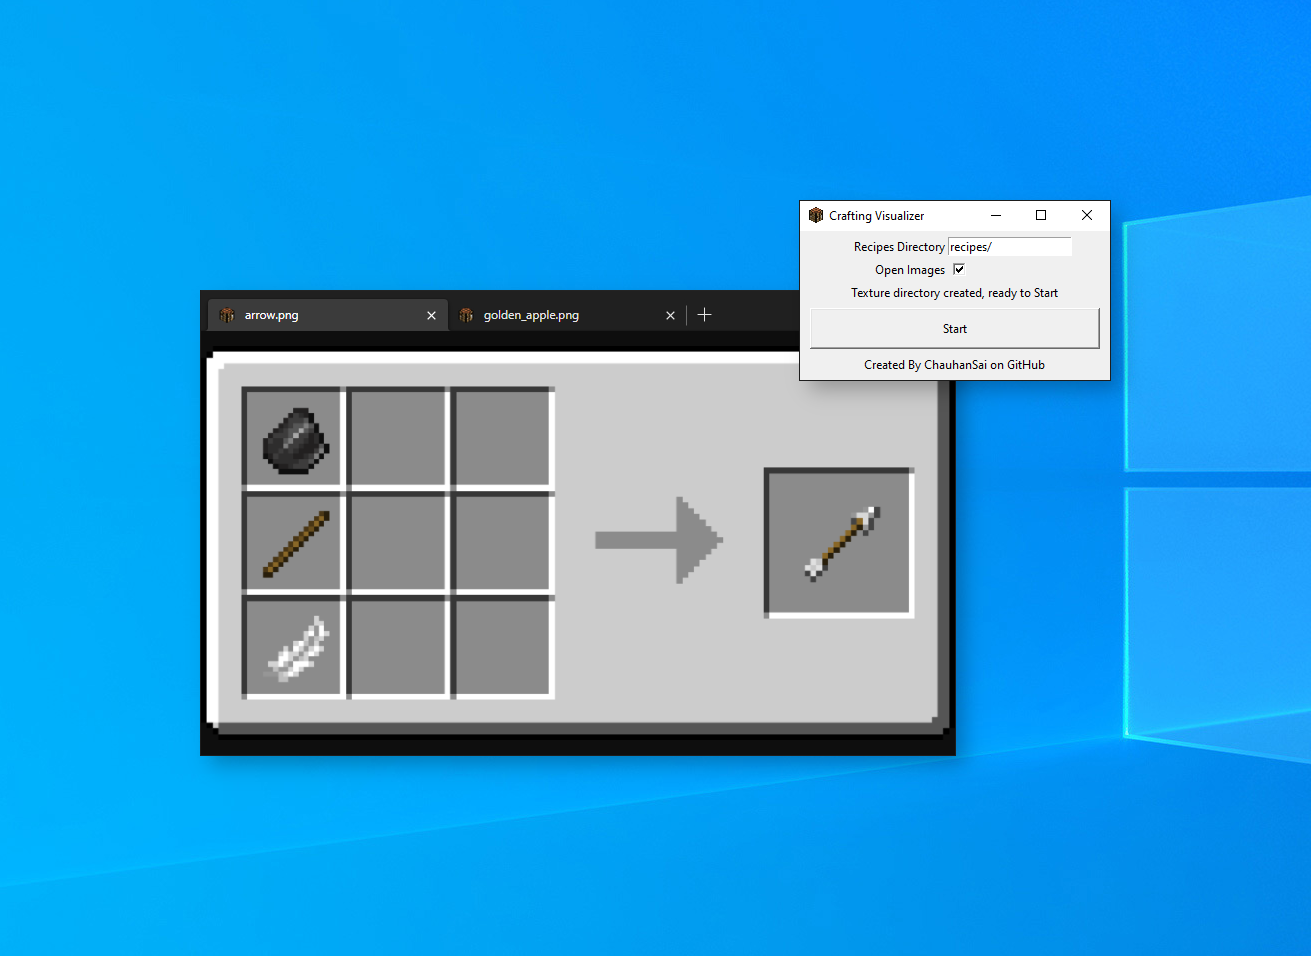 Crafting Visualizer
Recipes Directory recipes/
Open Images
Texture directory created, ready to Start
Start
Created By ChauhanSai on GitHub
arrow.png
golden_apple.png